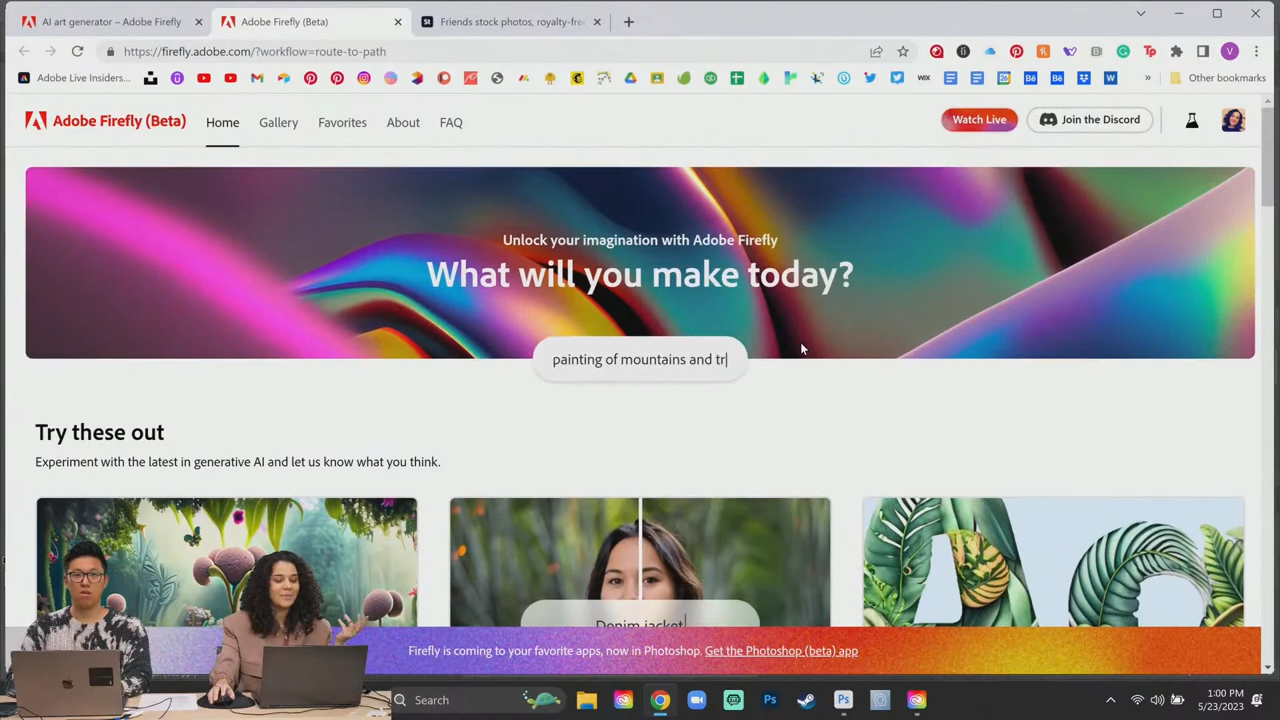 AI art generator – Adobe Firefly
Adobe Firefly (Beta)
Friends stock photos, royalty-free
https://firefly.adobe.com/?workflow=route-to-path
Adobe Live Insiders...
Other bookmarks
Adobe Firefly (Beta)
Home
Gallery
Favorites
About
FAQ
Watch Live
Join the Discord
Unlock your imagination with Adobe Firefly
What will you make today?
painting of mountains and tr
Try these out
Experiment with the latest in generative AI and let us know what you think.
Denim jacket
Firefly is coming to your favorite apps, now in Photoshop. Get the Photoshop (beta) app
Search
1:00 PM
5/23/2023